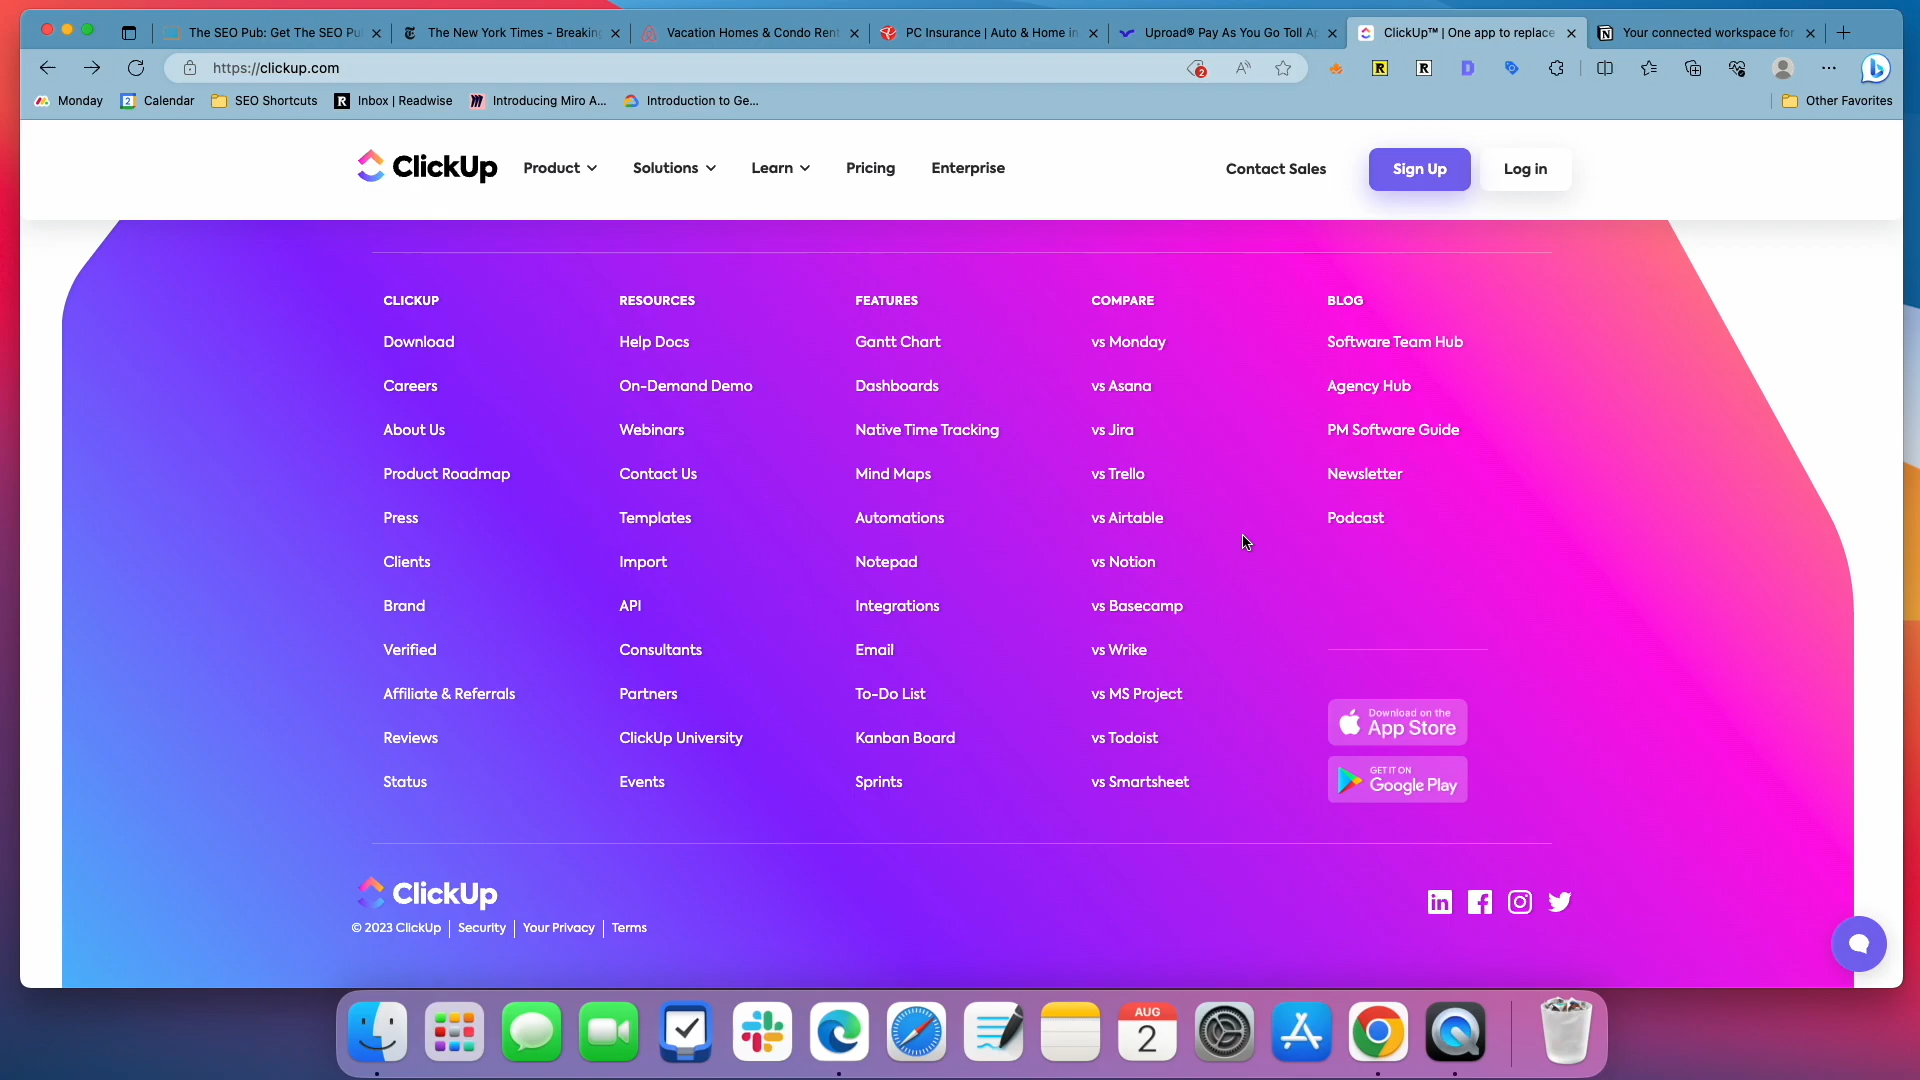 The SEO Pub: Get The SEO Pu
The New York Times - Breaking
Vacation Homes & Condo Rent
PC Insurance | Auto & Home in
Uproad® Pay As You Go Toll Ap
ClickUp™ | One app to replace
Your connected workspace for
https://clickup.com
2
Monday
2 Calendar
SEO Shortcuts
R Inbox | Readwise
Introducing Miro A...
Introduction to Ge...
Other Favorites
ClickUp
Product
Solutions
Learn
Pricing
Enterprise
Contact Sales
Sign Up
Log in
CLICKUP
Download
Careers
About Us
Product Roadmap
Press
Clients
Brand
Verified
Affiliate & Referrals
Reviews
Status
RESOURCES
Help Docs
On-Demand Demo
Webinars
Contact Us
Templates
Import
API
Consultants
Partners
ClickUp University
Events
FEATURES
Gantt Chart
Dashboards
Native Time Tracking
Mind Maps
Automations
Notepad
Integrations
Email
To-Do List
Kanban Board
Sprints
COMPARE
vs Monday
vs Asana
vs Jira
vs Trello
vs Airtable
vs Notion
vs Basecamp
vs Wrike
vs MS Project
vs Todoist
vs Smartsheet
BLOG
Software Team Hub
Agency Hub
PM Software Guide
Newsletter
Podcast
Download on the
App Store
GET IT ON
Google Play
ClickUp
© 2023 ClickUp | Security | Your Privacy | Terms
AUG
2